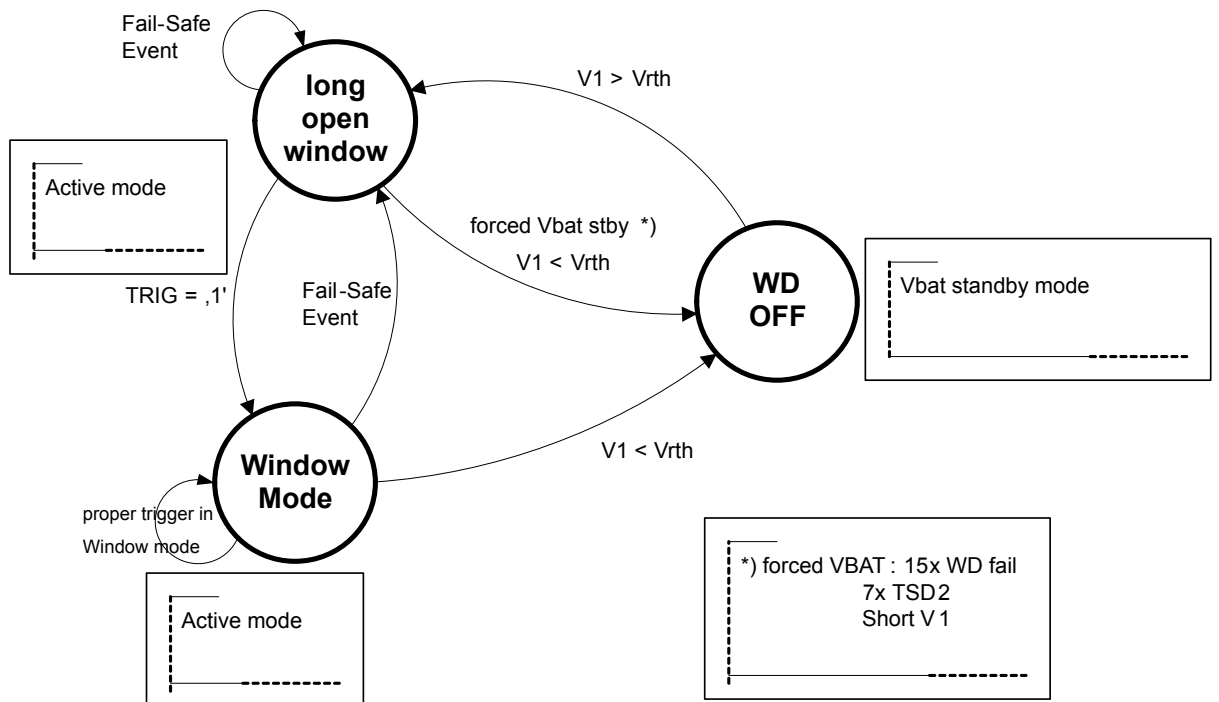 Fail-Safe
Event
long
open
window
V1 > Vrth
Active mode
forced Vbat stby *)
V1 < Vrth
TRIG = ,1'
Fail-Safe
Event
WD
OFF
Vbat standby mode
V1 < Vrth
Window
Mode
proper trigger in
Window mode
Active mode
*) forced VBAT : 15x WD fail
7x TSD2
Short V1